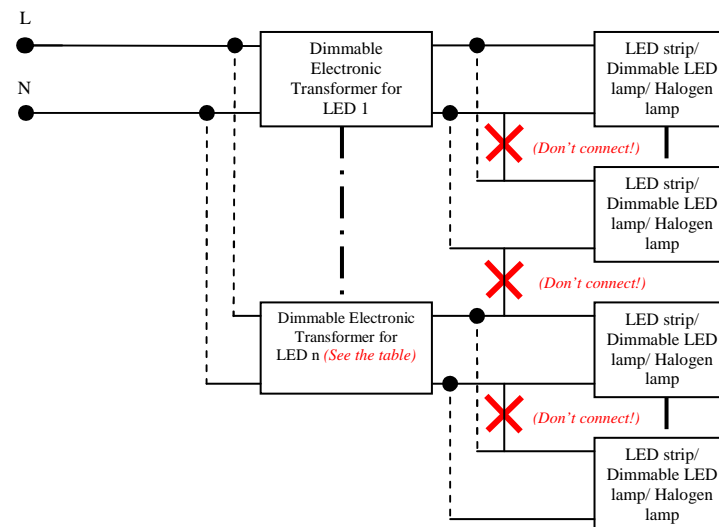 L
N
Dimmable
Electronic
Transformer for
LED 1
LED strip/
Dimmable LED
lamp/ Halogen
lamp
(Don't connect!)
LED strip/
Dimmable LED
lamp/ Halogen
lamp
(Don't connect!)
Dimmable Electronic
Transformer for
LED n (See the table)
LED strip/
Dimmable LED
lamp/ Halogen
lamp
(Don't connect!)
LED strip/
Dimmable LED
lamp/ Halogen
lamp